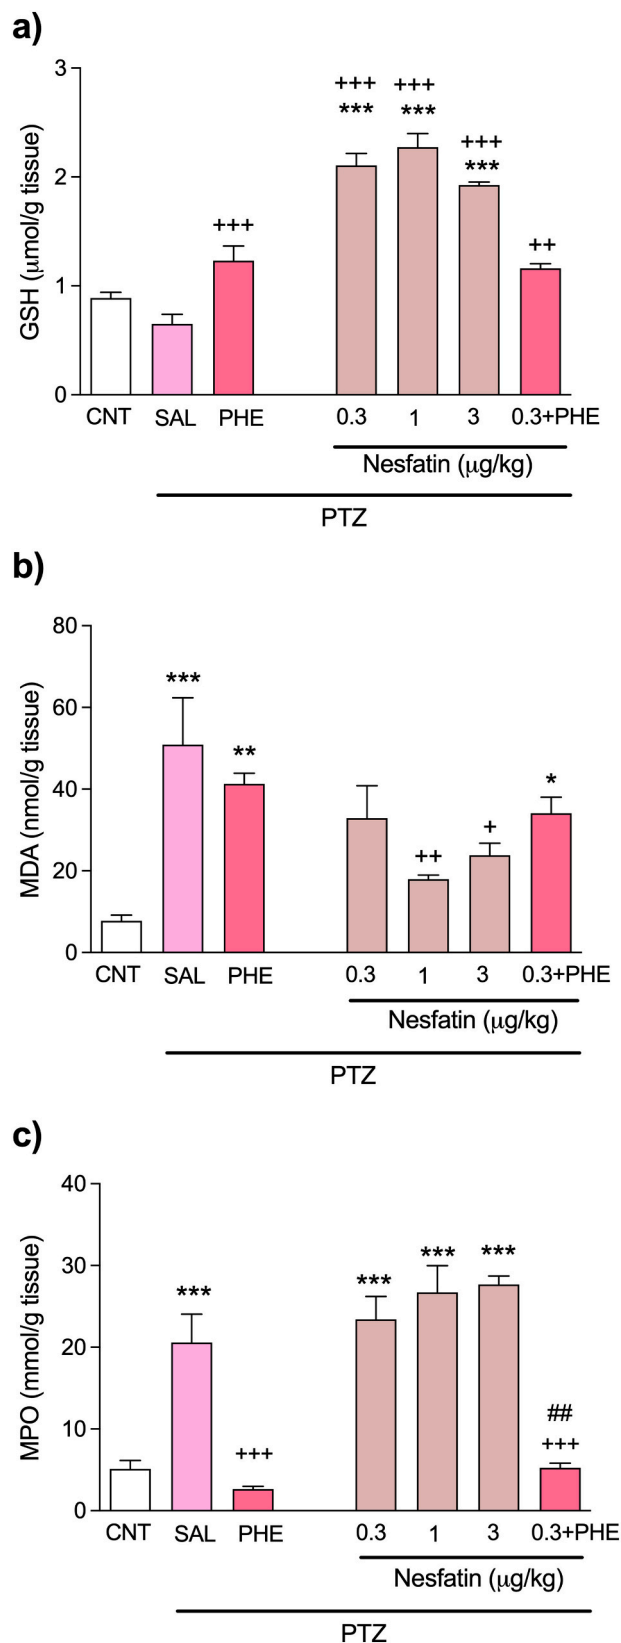 a)
GSH (μmol/g tissue)
3
2
1
0
+++
+++ +++ +++
*** *** ***
++
CNT SAL PHE 0.3 1 3 0.3+PHE
Nesfatin (μg/kg)
PTZ
b)
MDA (nmol/g tissue)
80
60
40
20
0
***
**
++
+
*
CNT SAL PHE 0.3 1 3 0.3+PHE
Nesfatin (μg/kg)
PTZ
c)
MPO (mmol/g tissue)
40
30
20
10
0
***
+++
*** *** ***
##
+++
CNT SAL PHE 0.3 1 3 0.3+PHE
Nesfatin (μg/kg)
PTZ